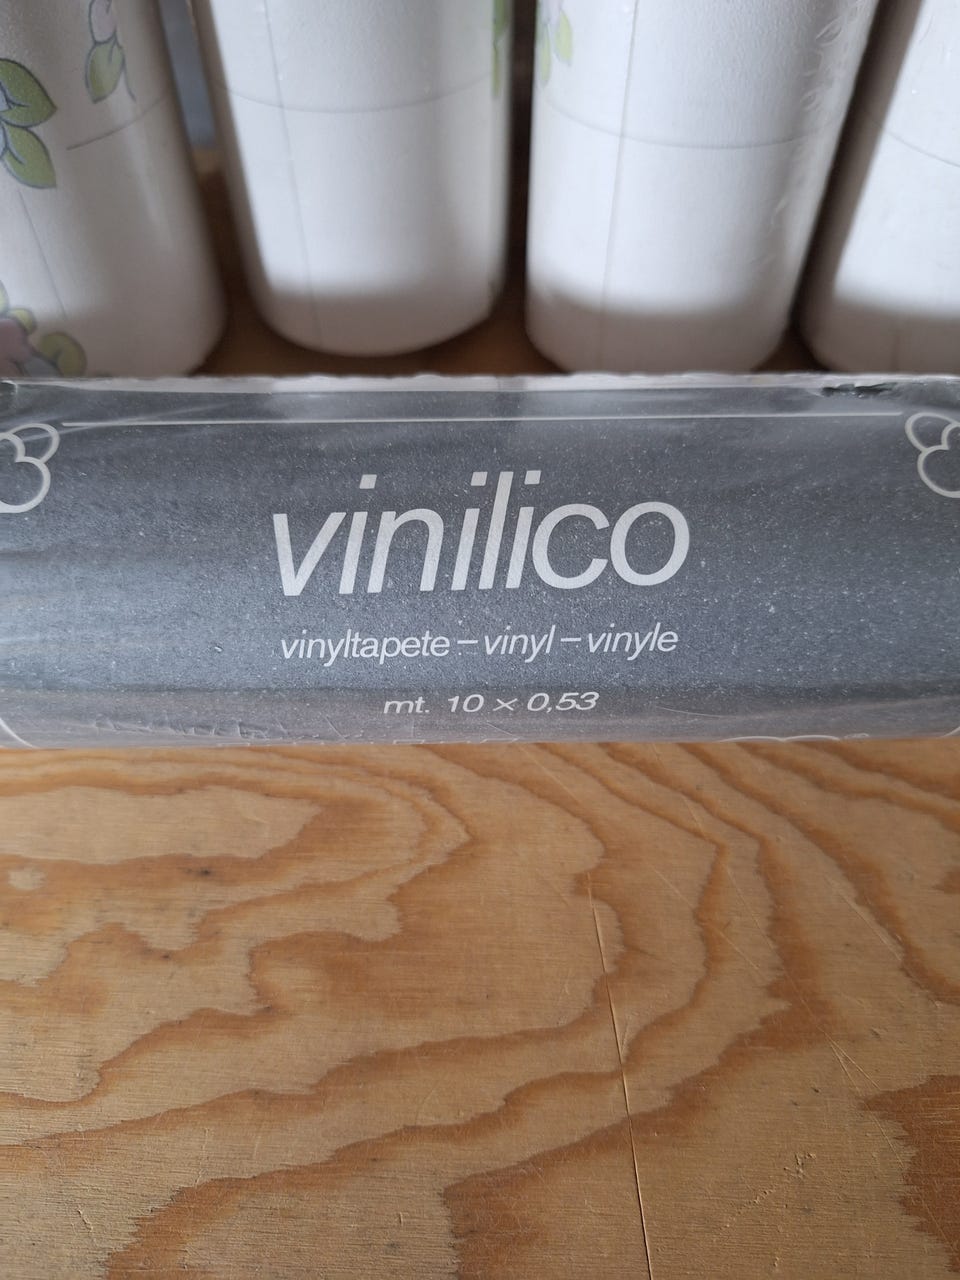 vinilico
vinyltapete – vinyl – vinyle
mt. 10 × 0,53